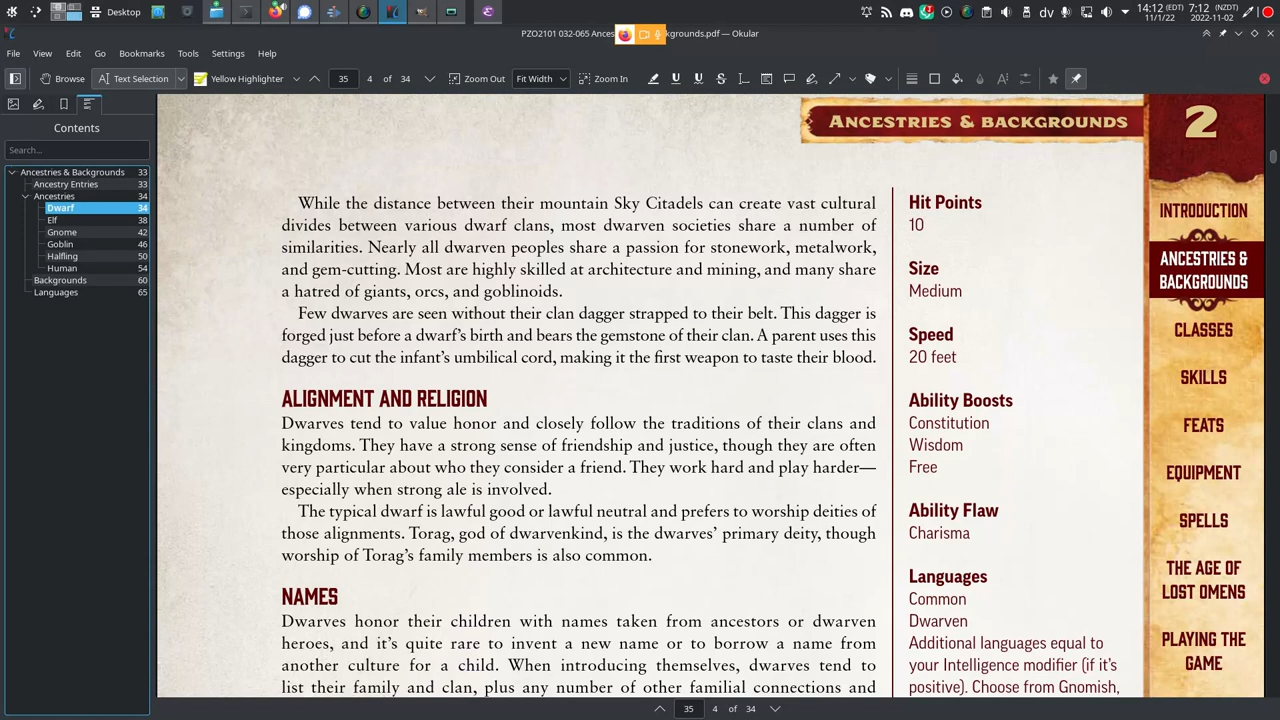 Desktop
dv
14:12 (EDT)
11/1/22
7:12 (NZDT)
2022-11-02
PZO2101 032-065 Ances
kgrounds.pdf — Okular
File View Edit Go Bookmarks Tools Settings Help
Browse Text Selection Yellow Highlighter 35 4 of 34 Zoom Out Fit Width Zoom In
Contents
Search...
Ancestries & Backgrounds 33
Ancestry Entries 33
Ancestries 34
Dwarf 34
Elf 38
Gnome 42
Goblin 46
Halfling 50
Human 54
Backgrounds 60
Languages 65
Ancestries & backgrounds
While the distance between their mountain Sky Citadels can create vast cultural
divides between various dwarf clans, most dwarven societies share a number of
similarities. Nearly all dwarven peoples share a passion for stonework, metalwork,
and gem-cutting. Most are highly skilled at architecture and mining, and many share
a hatred of giants, orcs, and goblinoids.
Few dwarves are seen without their clan dagger strapped to their belt. This dagger is
forged just before a dwarf’s birth and bears the gemstone of their clan. A parent uses this
dagger to cut the infant’s umbilical cord, making it the first weapon to taste their blood.
ALIGNMENT AND RELIGION
Dwarves tend to value honor and closely follow the traditions of their clans and
kingdoms. They have a strong sense of friendship and justice, though they are often
very particular about who they consider a friend. They work hard and play harder—
especially when strong ale is involved.
The typical dwarf is lawful good or lawful neutral and prefers to worship deities of
those alignments. Torag, god of dwarvenkind, is the dwarves’ primary deity, though
worship of Torag’s family members is also common.
NAMES
Dwarves honor their children with names taken from ancestors or dwarven
heroes, and it’s quite rare to invent a new name or to borrow a name from
another culture for a child. When introducing themselves, dwarves tend to
list their family and clan, plus any number of other familial connections and
Hit Points
10
Size
Medium
Speed
20 feet
Ability Boosts
Constitution
Wisdom
Free
Ability Flaw
Charisma
Languages
Common
Dwarven
Additional languages equal to
your Intelligence modifier (if it’s
positive). Choose from Gnomish,
2
INTRODUCTION
ANCESTRIES &
BACKGROUNDS
CLASSES
SKILLS
FEATS
EQUIPMENT
SPELLS
THE AGE OF
LOST OMENS
PLAYING THE
GAME
35 4 of 34